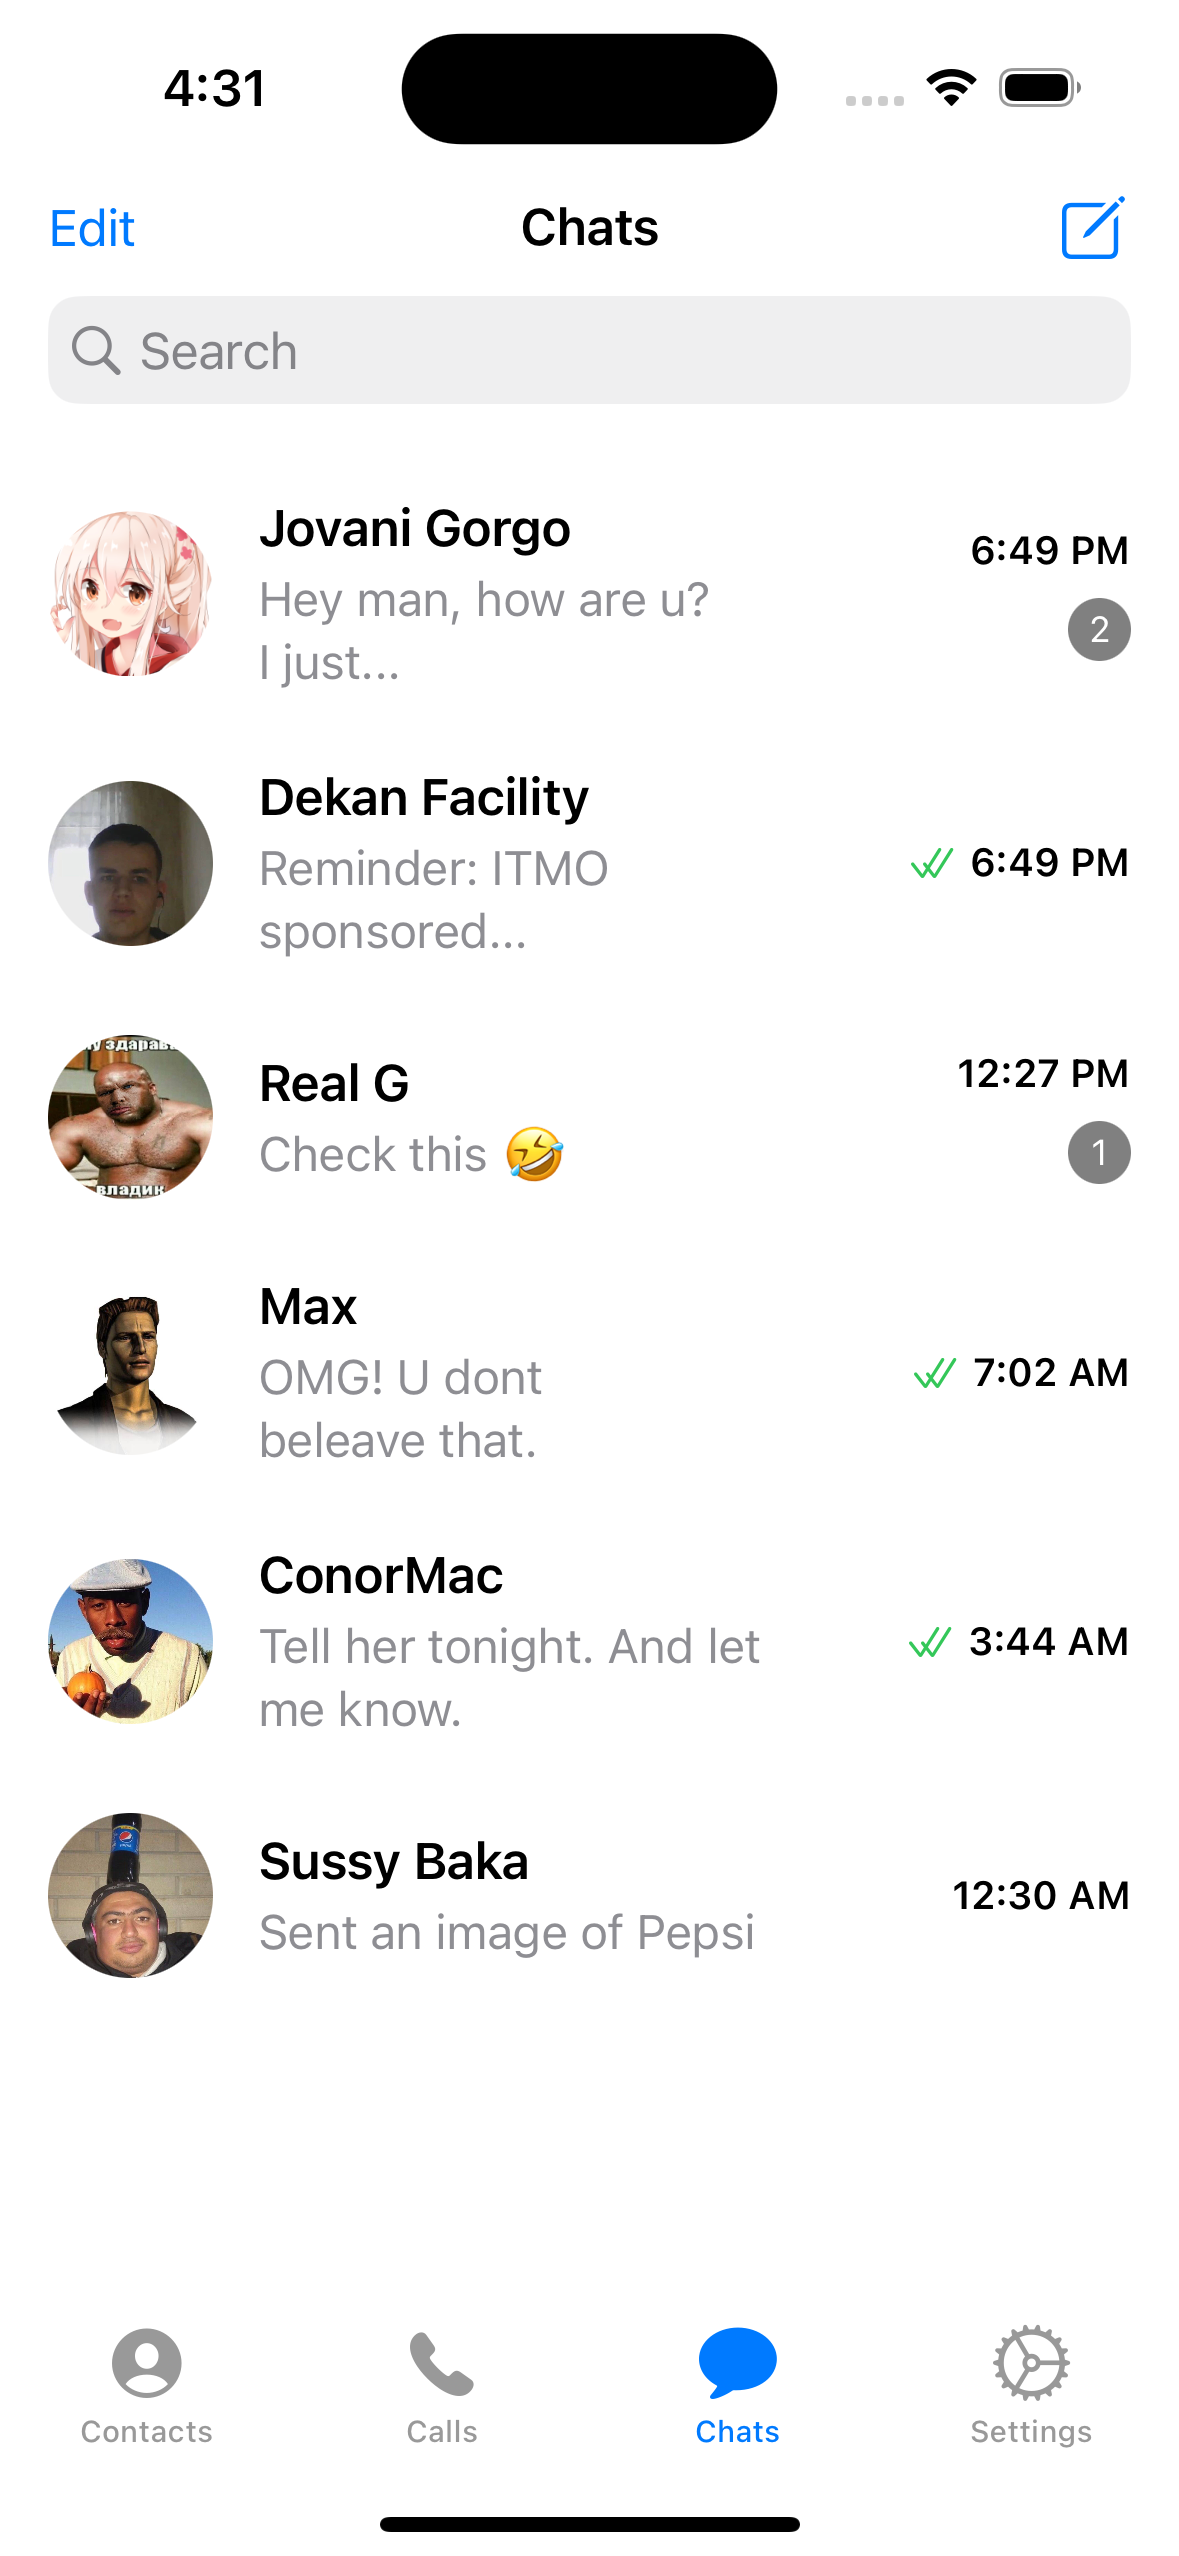 4:31
Edit
Chats
Search
Jovani Gorgo
6:49 PM
Hey man, how are u?
2
I just...
Dekan Facility
Reminder: ITMO
6:49 PM
sponsored...
ну здарав
владик
Real G
12:27 PM
Check this 🤣
1
Max
OMG! U dont
7:02 AM
beleave that.
ConorMac
Tell her tonight. And let
3:44 AM
me know.
Sussy Baka
12:30 AM
Sent an image of Pepsi
Contacts
Calls
Chats
Settings